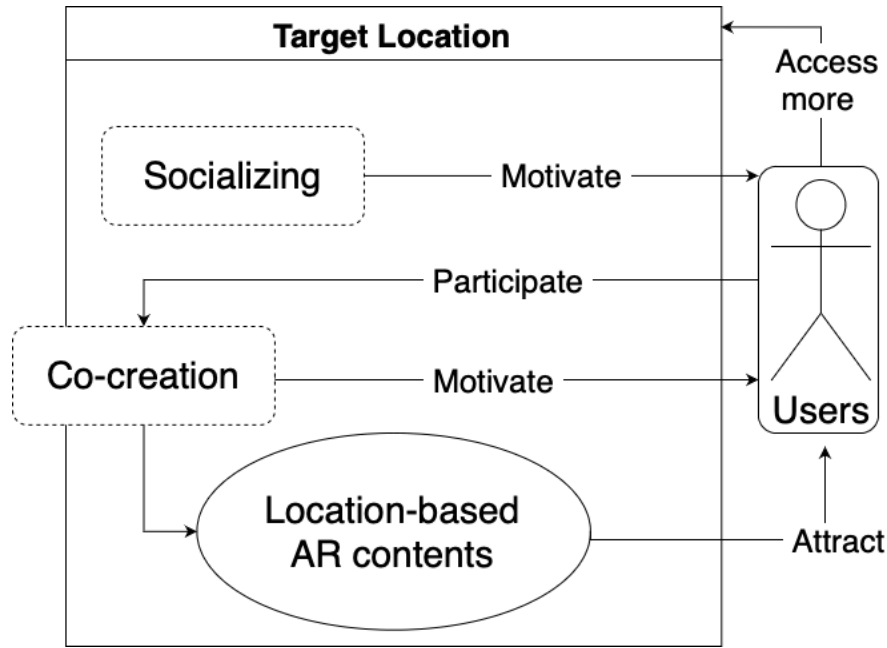 Target Location
Access
more
Socializing
Motivate
Participate
Co-creation
Motivate
Users
Location-based
AR contents
Attract